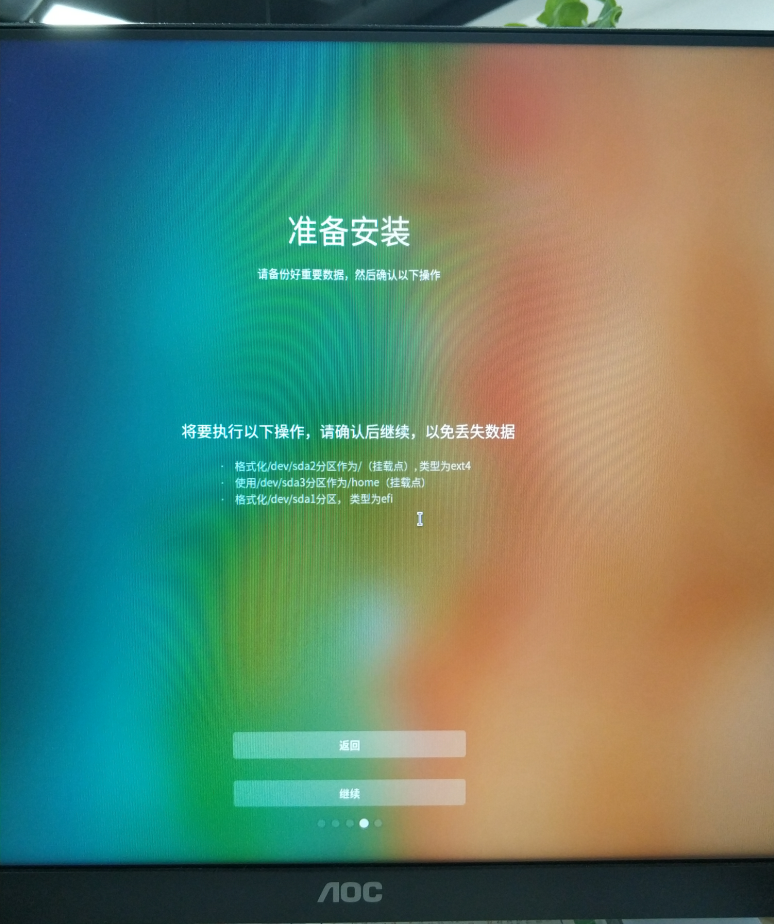 准备安装
请备份好重要数据，然后确认以下操作
将要执行以下操作，请确认后继续，以免丢失数据
· 格式化/dev/sda2分区作为/（挂载点）, 类型为ext4
· 使用/dev/sda3分区作为/home（挂载点）
· 格式化/dev/sda1分区， 类型为efi
返回
继续
AOC